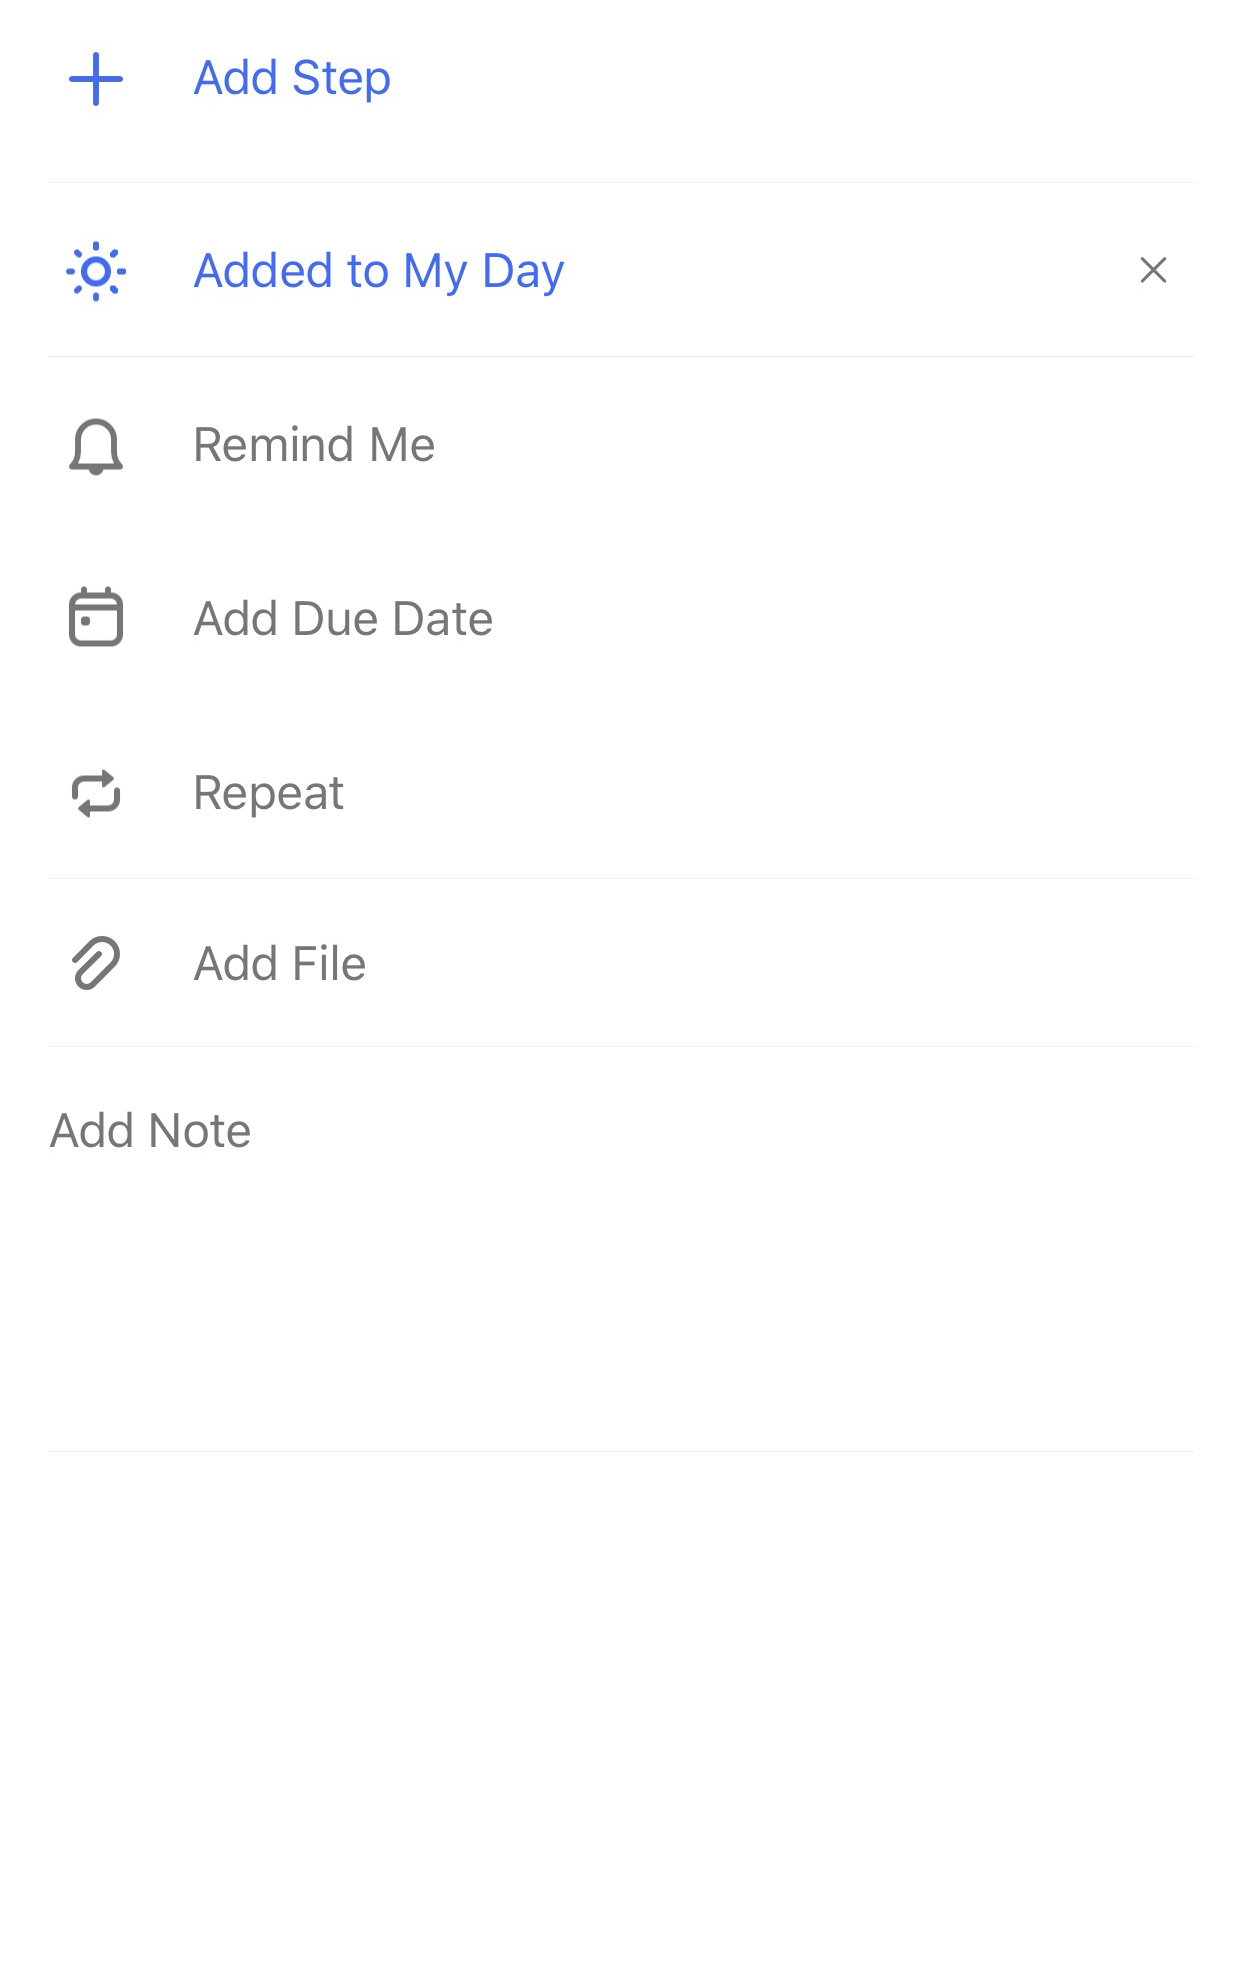 Add Step
Added to My Day
Remind Me
Add Due Date
Repeat
Add File
Add Note